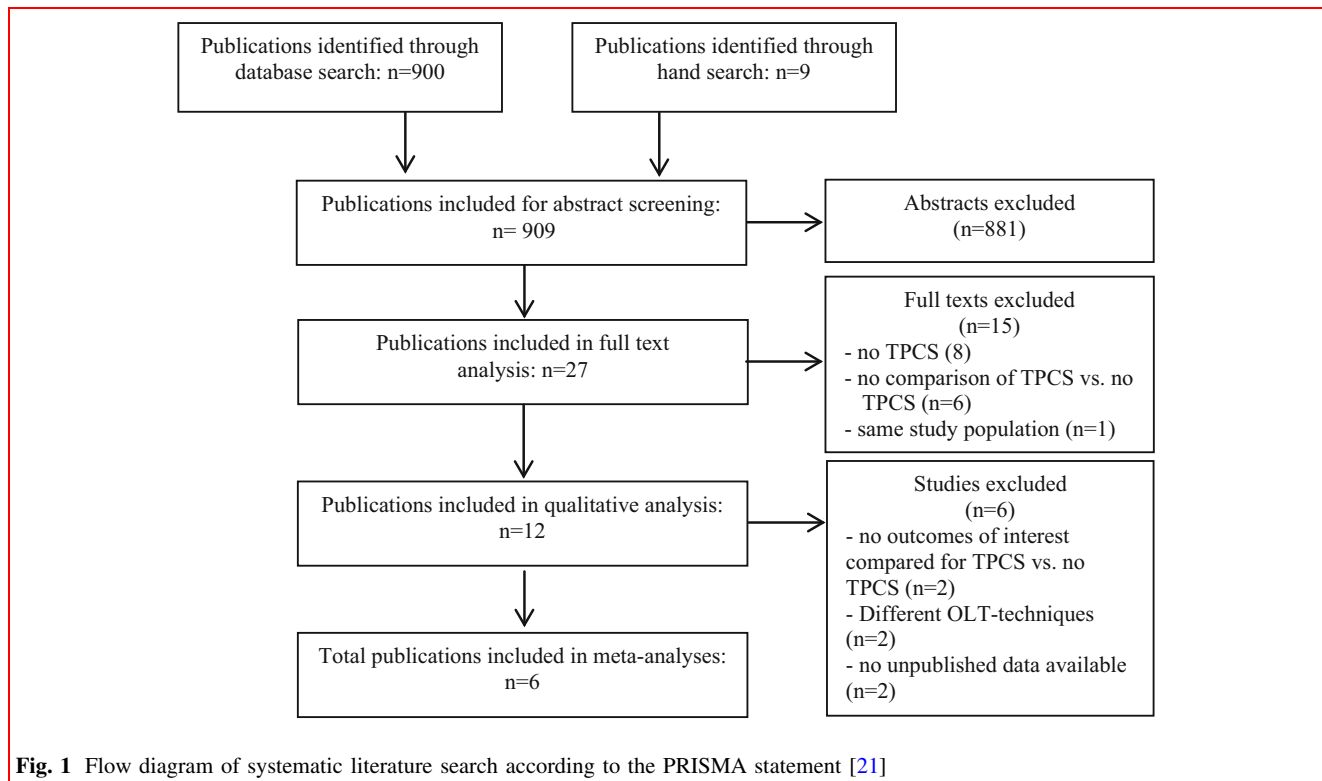 Publications identified through
database search: n=900
Publications identified through
hand search: n=9
Publications included for abstract screening:
n= 909
Abstracts excluded
(n=881)
Publications included in full text
analysis: n=27
Full texts excluded
(n=15)
- no TPCS (8)
- no comparison of TPCS vs. no
TPCS (n=6)
- same study population (n=1)
Publications included in qualitative analysis:
n=12
Studies excluded
(n=6)
- no outcomes of interest
compared for TPCS vs. no
TPCS (n=2)
- Different OLT-techniques
(n=2)
- no unpublished data available
(n=2)
Total publications included in meta-analyses:
n=6
Fig. 1 Flow diagram of systematic literature search according to the PRISMA statement [21]